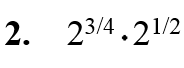 2. 2^{3/4} · 2^{1/2}